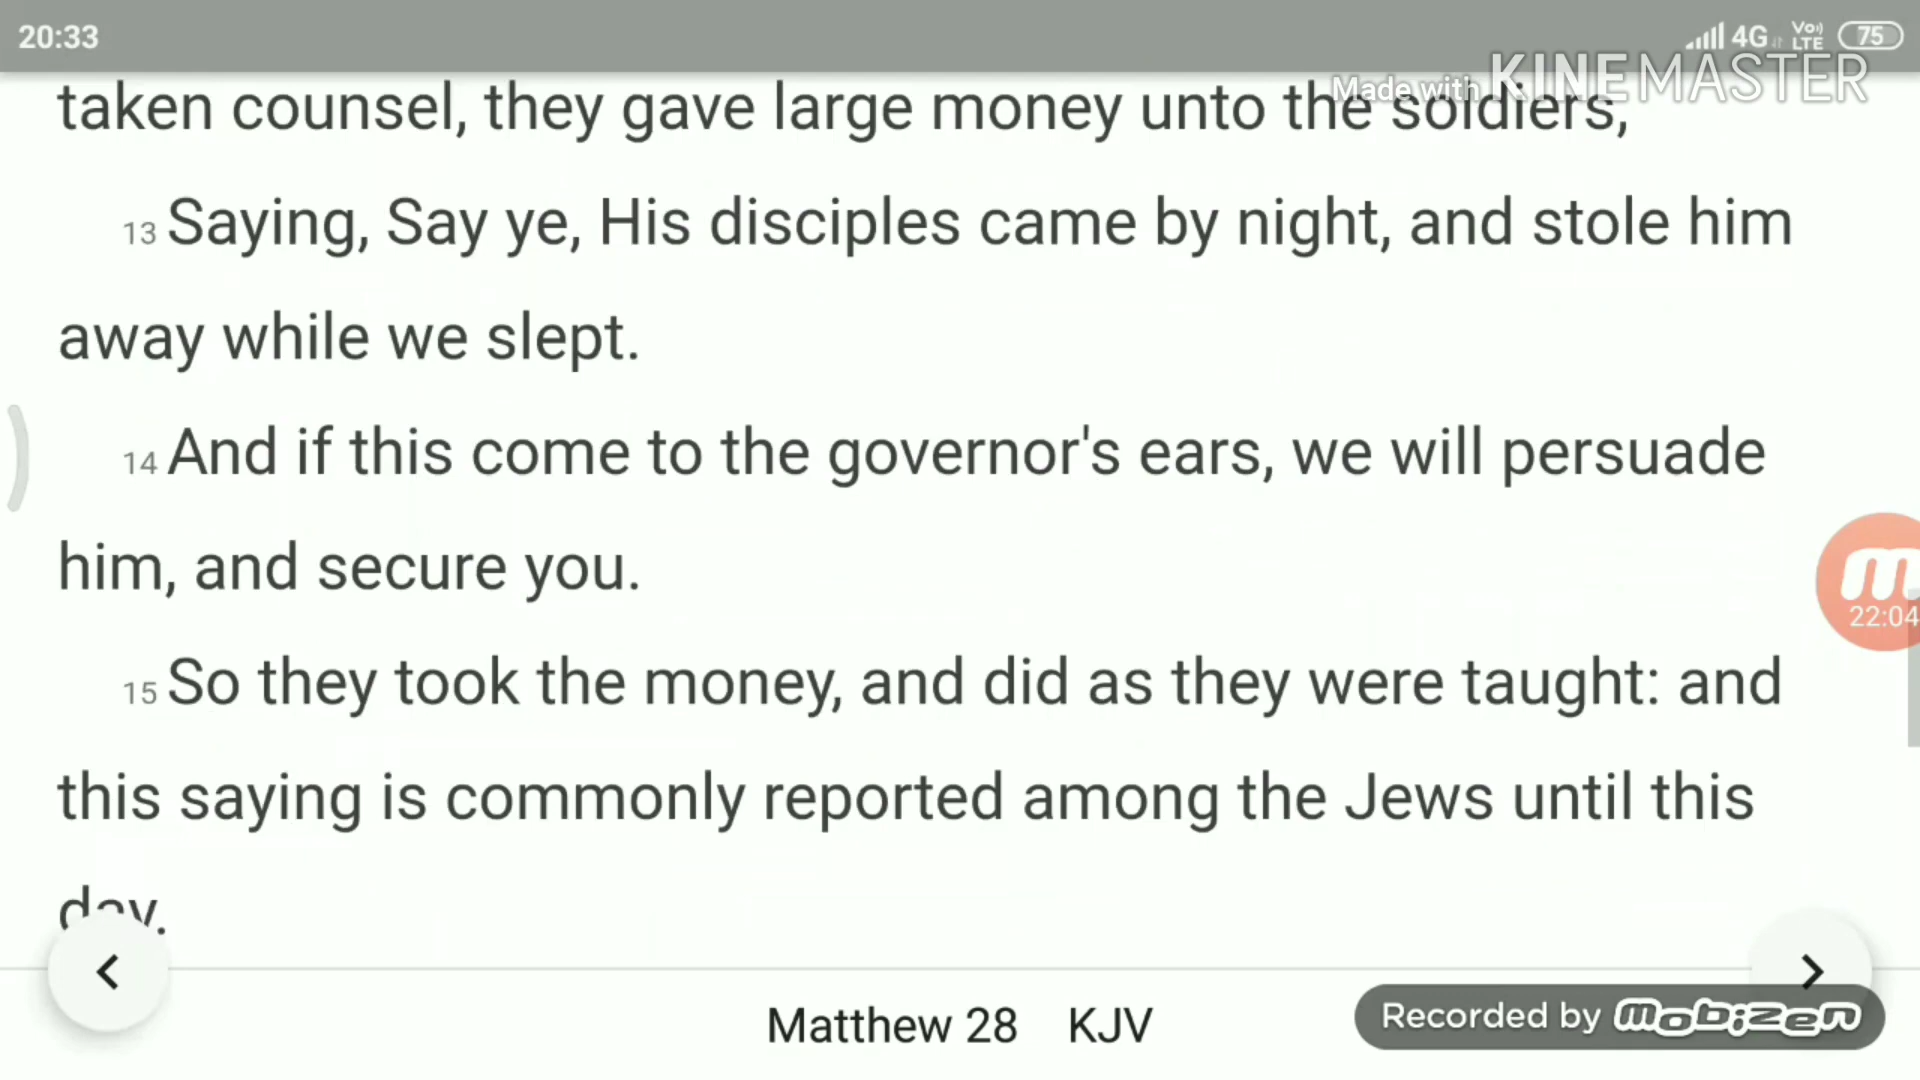 20:33
4G Vo)) LTE 75
Made with KINEMASTER
taken counsel, they gave large money unto the soldiers,
13 Saying, Say ye, His disciples came by night, and stole him
away while we slept.
14 And if this come to the governor's ears, we will persuade
him, and secure you.
22:04
15 So they took the money, and did as they were taught: and
this saying is commonly reported among the Jews until this
day.
Matthew 28 KJV
Recorded by mobizen